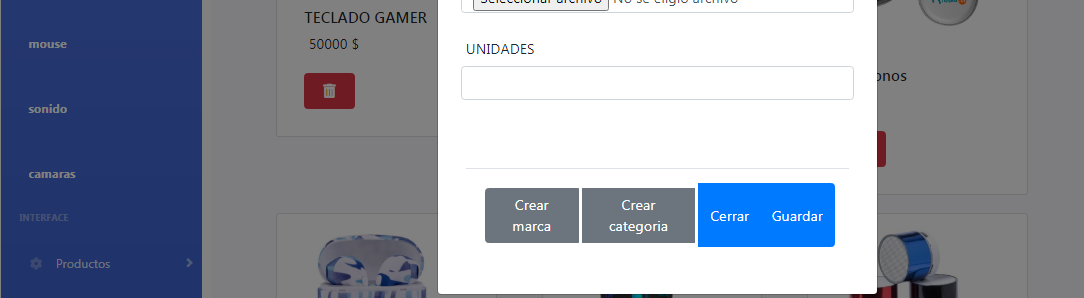 Seleccionar archivo No se eligió archivo
TECLADO GAMER
50000 $
mouse
UNIDADES
onos
sonido
camaras
INTERFACE
Productos
Crear
marca
Crear
categoria
Cerrar
Guardar